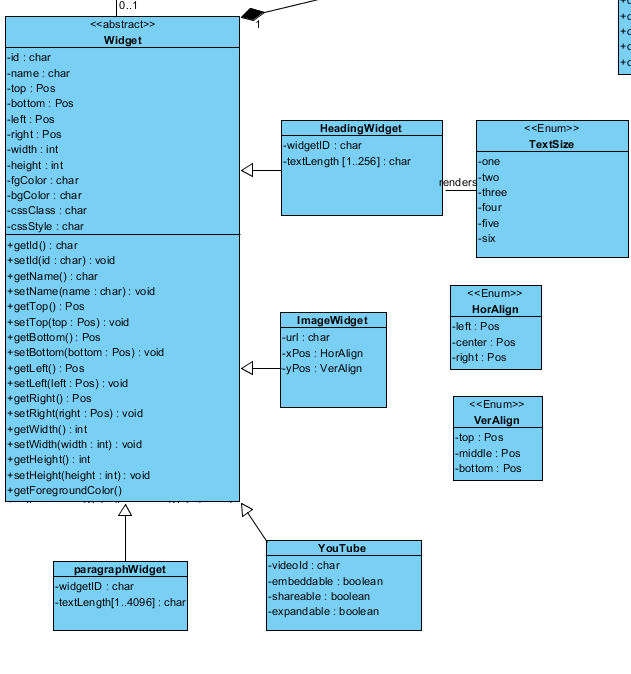 0..1
1
<<abstract>>
Widget
-id : char
-name : char
-top : Pos
-bottom : Pos
-left : Pos
-right : Pos
-width : int
-height : int
-fgColor : char
-bgColor : char
-cssClass : char
-cssStyle : char
+getId() : char
+setId(id : char) : void
+getName() : char
+setName(name : char) : void
+getTop() : Pos
+setTop(top : Pos) : void
+getBottom() : Pos
+setBottom(bottom : Pos) : void
+getLeft() : Pos
+setLeft(left : Pos) : void
+getRight() : Pos
+setRight(right : Pos) : void
+getWidth() : int
+setWidth(width : int) : void
+getHeight() : int
+setHeight(height : int) : void
+getForegroundColor()
HeadingWidget
-widgetID : char
-textLength [1..256] : char
renders
<<Enum>>
TextSize
-one
-two
-three
-four
-five
-six
ImageWidget
-url : char
-xPos : HorAlign
-yPos : VerAlign
<<Enum>>
HorAlign
-left : Pos
-center : Pos
-right : Pos
<<Enum>>
VerAlign
-top : Pos
-middle : Pos
-bottom : Pos
paragraphWidget
-widgetID : char
-textLength[1..4096] : char
YouTube
-videoId : char
-embeddable : boolean
-shareable : boolean
-expandable : boolean